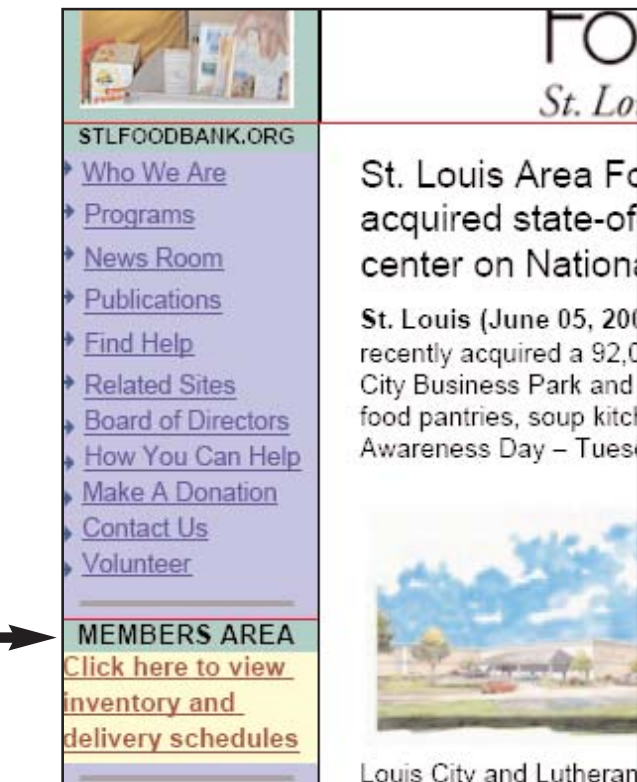 FO
St. Lo
STLFOODBANK.ORG
Who We Are
Programs
News Room
Publications
Find Help
Related Sites
Board of Directors
How You Can Help
Make A Donation
Contact Us
Volunteer
MEMBERS AREA
Click here to view
inventory and
delivery schedules
St. Louis Area Fo
acquired state-of
center on Nationa
St. Louis (June 05, 200
recently acquired a 92,0
City Business Park and
food pantries, soup kitch
Awareness Day – Tues
Louis City and Lutheran